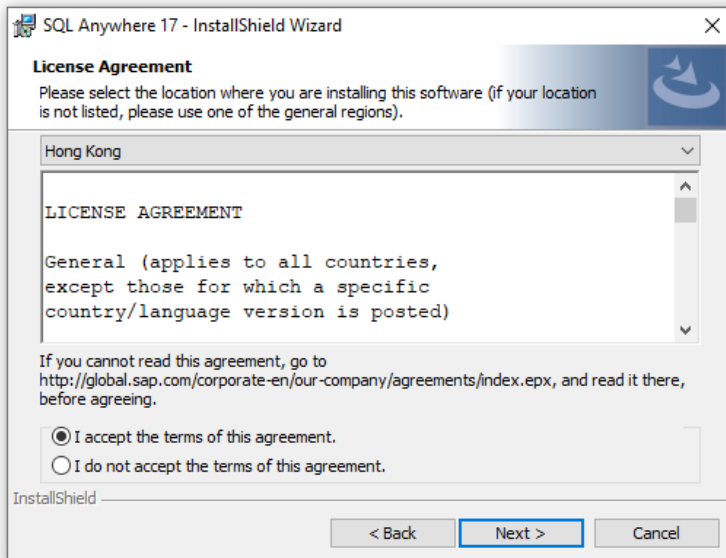 SQL Anywhere 17 - InstallShield Wizard
License Agreement
Please select the location where you are installing this software (if your location
is not listed, please use one of the general regions).
Hong Kong
LICENSE AGREEMENT
General (applies to all countries,
except those for which a specific
country/language version is posted)
If you cannot read this agreement, go to
http://global.sap.com/corporate-en/our-company/agreements/index.epx, and read it there,
before agreeing.
I accept the terms of this agreement.
I do not accept the terms of this agreement.
InstallShield
< Back
Next >
Cancel